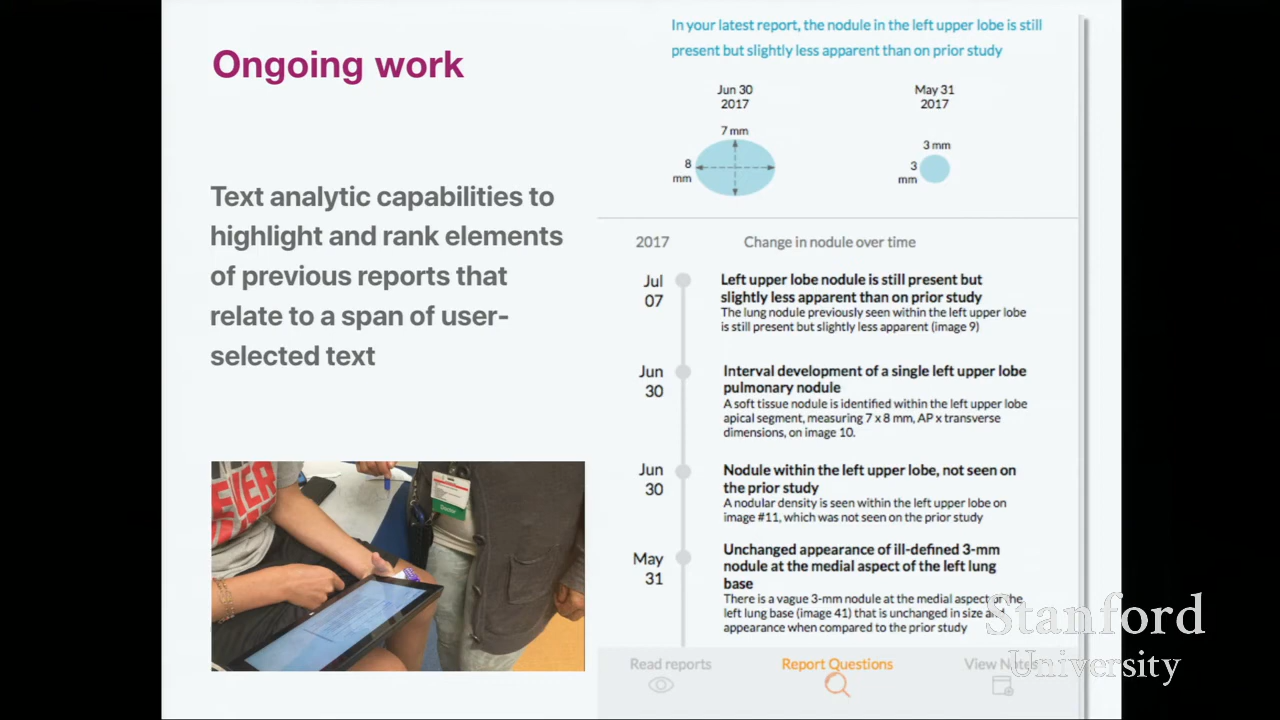 Ongoing work
Text analytic capabilities to
highlight and rank elements
of previous reports that
relate to a span of user-
selected text
In your latest report, the nodule in the left upper lobe is still
present but slightly less apparent than on prior study
Jun 30
2017
May 31
2017
7 mm
8
mm
3 mm
3
mm
2017
Change in nodule over time
Jul
07
Left upper lobe nodule is still present but
slightly less apparent than on prior study
The lung nodule previously seen within the left upper lobe
is still present but slightly less apparent (image 9)
Jun
30
Interval development of a single left upper lobe
pulmonary nodule
A soft tissue nodule is identified within the left upper lobe
apical segment, measuring 7 x 8 mm, AP x transverse
dimensions, on image 10.
Jun
30
Nodule within the left upper lobe, not seen on
the prior study
A nodular density is seen within the left upper lobe on
image #11, which was not seen on the prior study
May
31
Unchanged appearance of ill-defined 3-mm
nodule at the medial aspect of the left lung
base
There is a vague 3-mm nodule at the medial aspect of the
left lung base (image 41) that is unchanged in size
appearance when compared to the prior study
Read reports
Report Questions
View Notes
Stanford
University